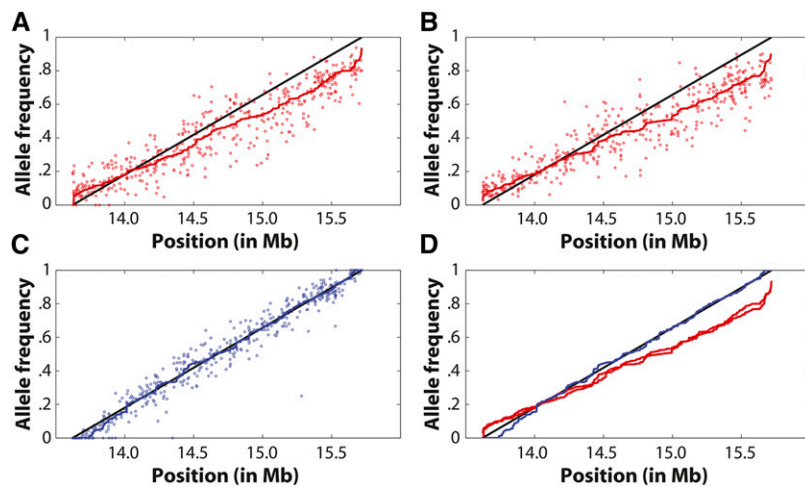 A
B
Allele frequency
1
.8
.6
.4
.2
0
14.0 14.5 15.0 15.5
Position (in Mb)
Allele frequency
1
.8
.6
.4
.2
0
14.0 14.5 15.0 15.5
Position (in Mb)
C
D
Allele frequency
1
.8
.6
.4
.2
0
14.0 14.5 15.0 15.5
Position (in Mb)
Allele frequency
1
.8
.6
.4
.2
0
14.0 14.5 15.0 15.5
Position (in Mb)